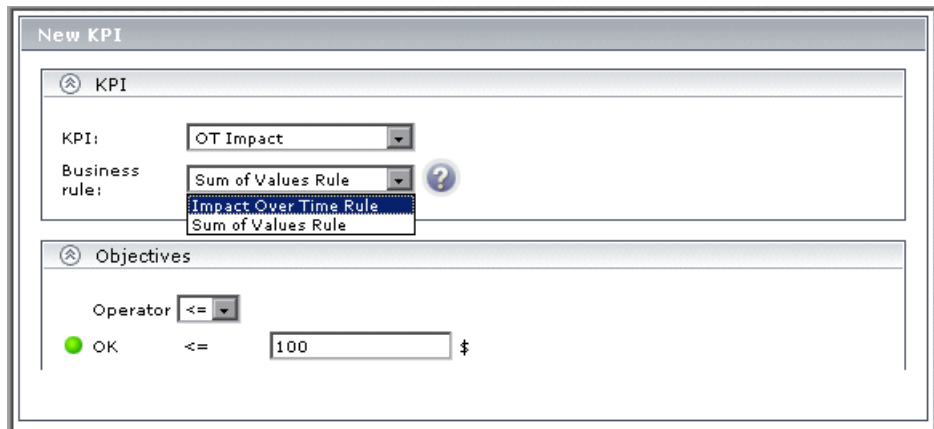 New KPI
KPI
KPI: OT Impact
Business rule: Sum of Values Rule ?
Impact Over Time Rule
Sum of Values Rule
Objectives
Operator <=
OK <= 100 $